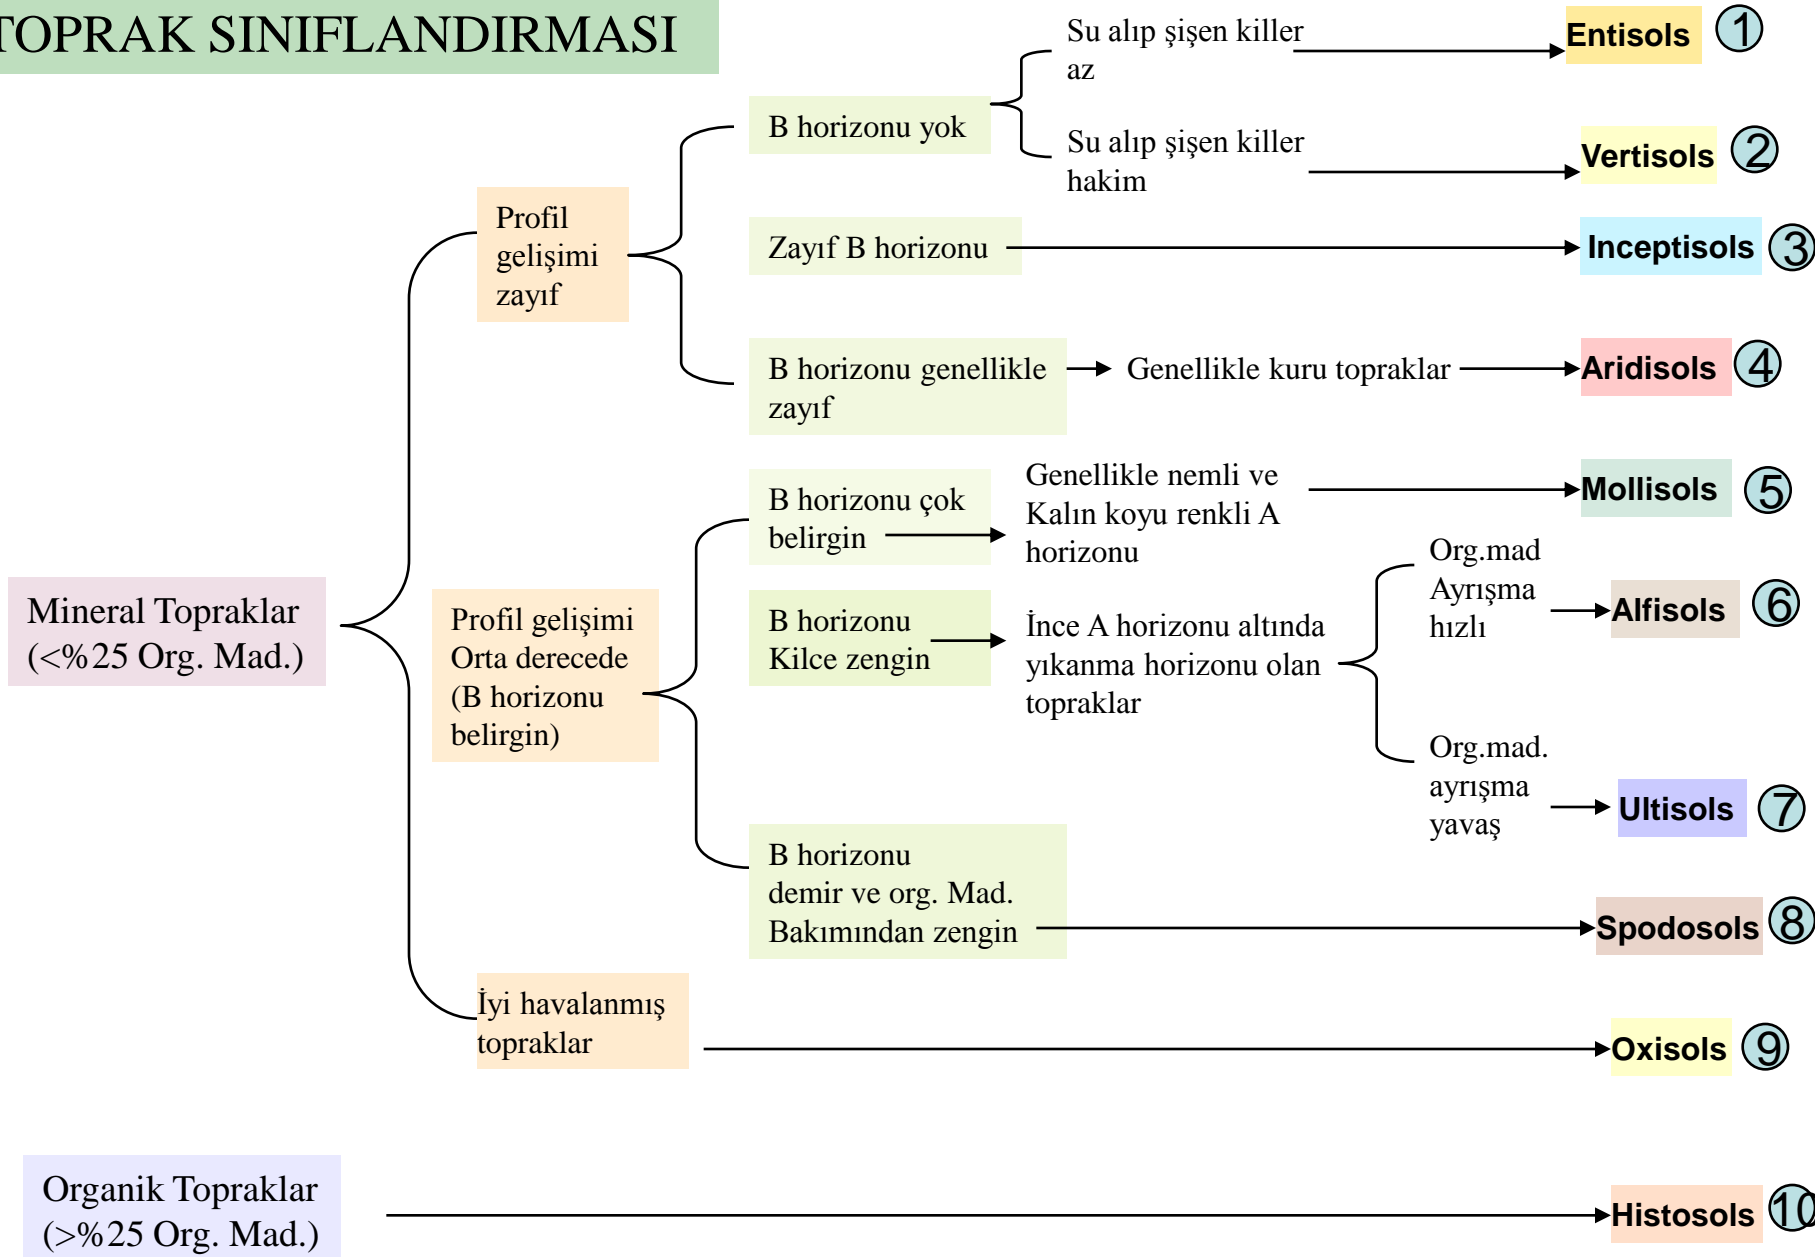 TOPRAK SINIFLANDIRMASI
Su alıp şişen killer
az
Entisols
1
B horizonu yok
Su alıp şişen killer
hakim
Vertisols
2
Profil
gelişimi
zayıf
Zayıf B horizonu
Inceptisols
3
B horizonu genellikle
zayıf
Genellikle kuru topraklar
Aridisols
4
B horizonu çok
belirgin
Genellikle nemli ve
Kalın koyu renkli A
horizonu
Mollisols
5
Mineral Topraklar
(<%25 Org. Mad.)
Profil gelişimi
Orta derecede
(B horizonu
belirgin)
B horizonu
Kilce zengin
İnce A horizonu altında
yıkanma horizonu olan
topraklar
Org.mad
Ayrışma
hızlı
Alfisols
6
Org.mad.
ayrışma
yavaş
Ultisols
7
B horizonu
demir ve org. Mad.
Bakımından zengin
Spodosols
8
İyi havalanmış
topraklar
Oxisols
9
Organik Topraklar
(>%25 Org. Mad.)
Histosols
10